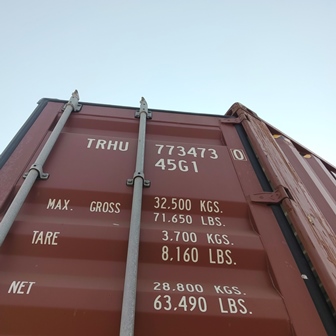 TRHU 773473 0
45G1
MAX. GROSS 32.500 KGS.
71.650 LBS.
TARE 3.700 KGS.
8,160 LBS.
NET 28.800 KGS.
63,490 LBS.